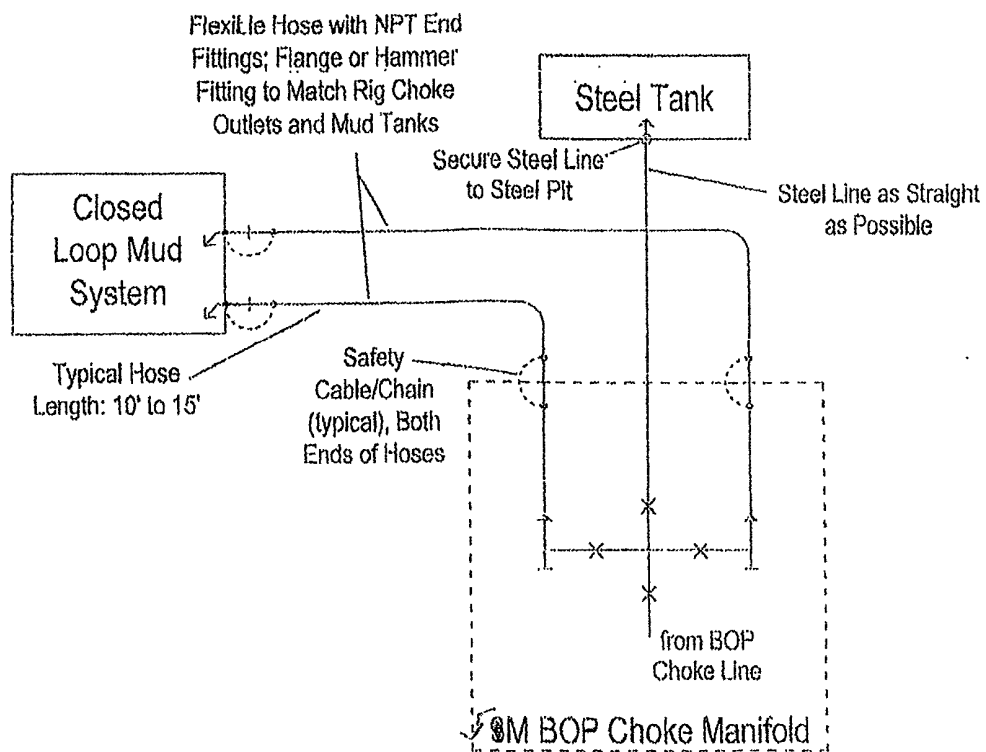 Flexible Hose with NPT End
Fittings; Flange or Hammer
Fitting to Match Rig Choke
Outlets and Mud Tanks
Steel Tank
Secure Steel Line
to Steel Pit
Steel Line as Straight
as Possible
Closed
Loop Mud
System
Typical Hose
Length: 10' to 15'
Safety
Cable/Chain
(typical), Both
Ends of Hoses
from BOP
Choke Line
BOP Choke Manifold